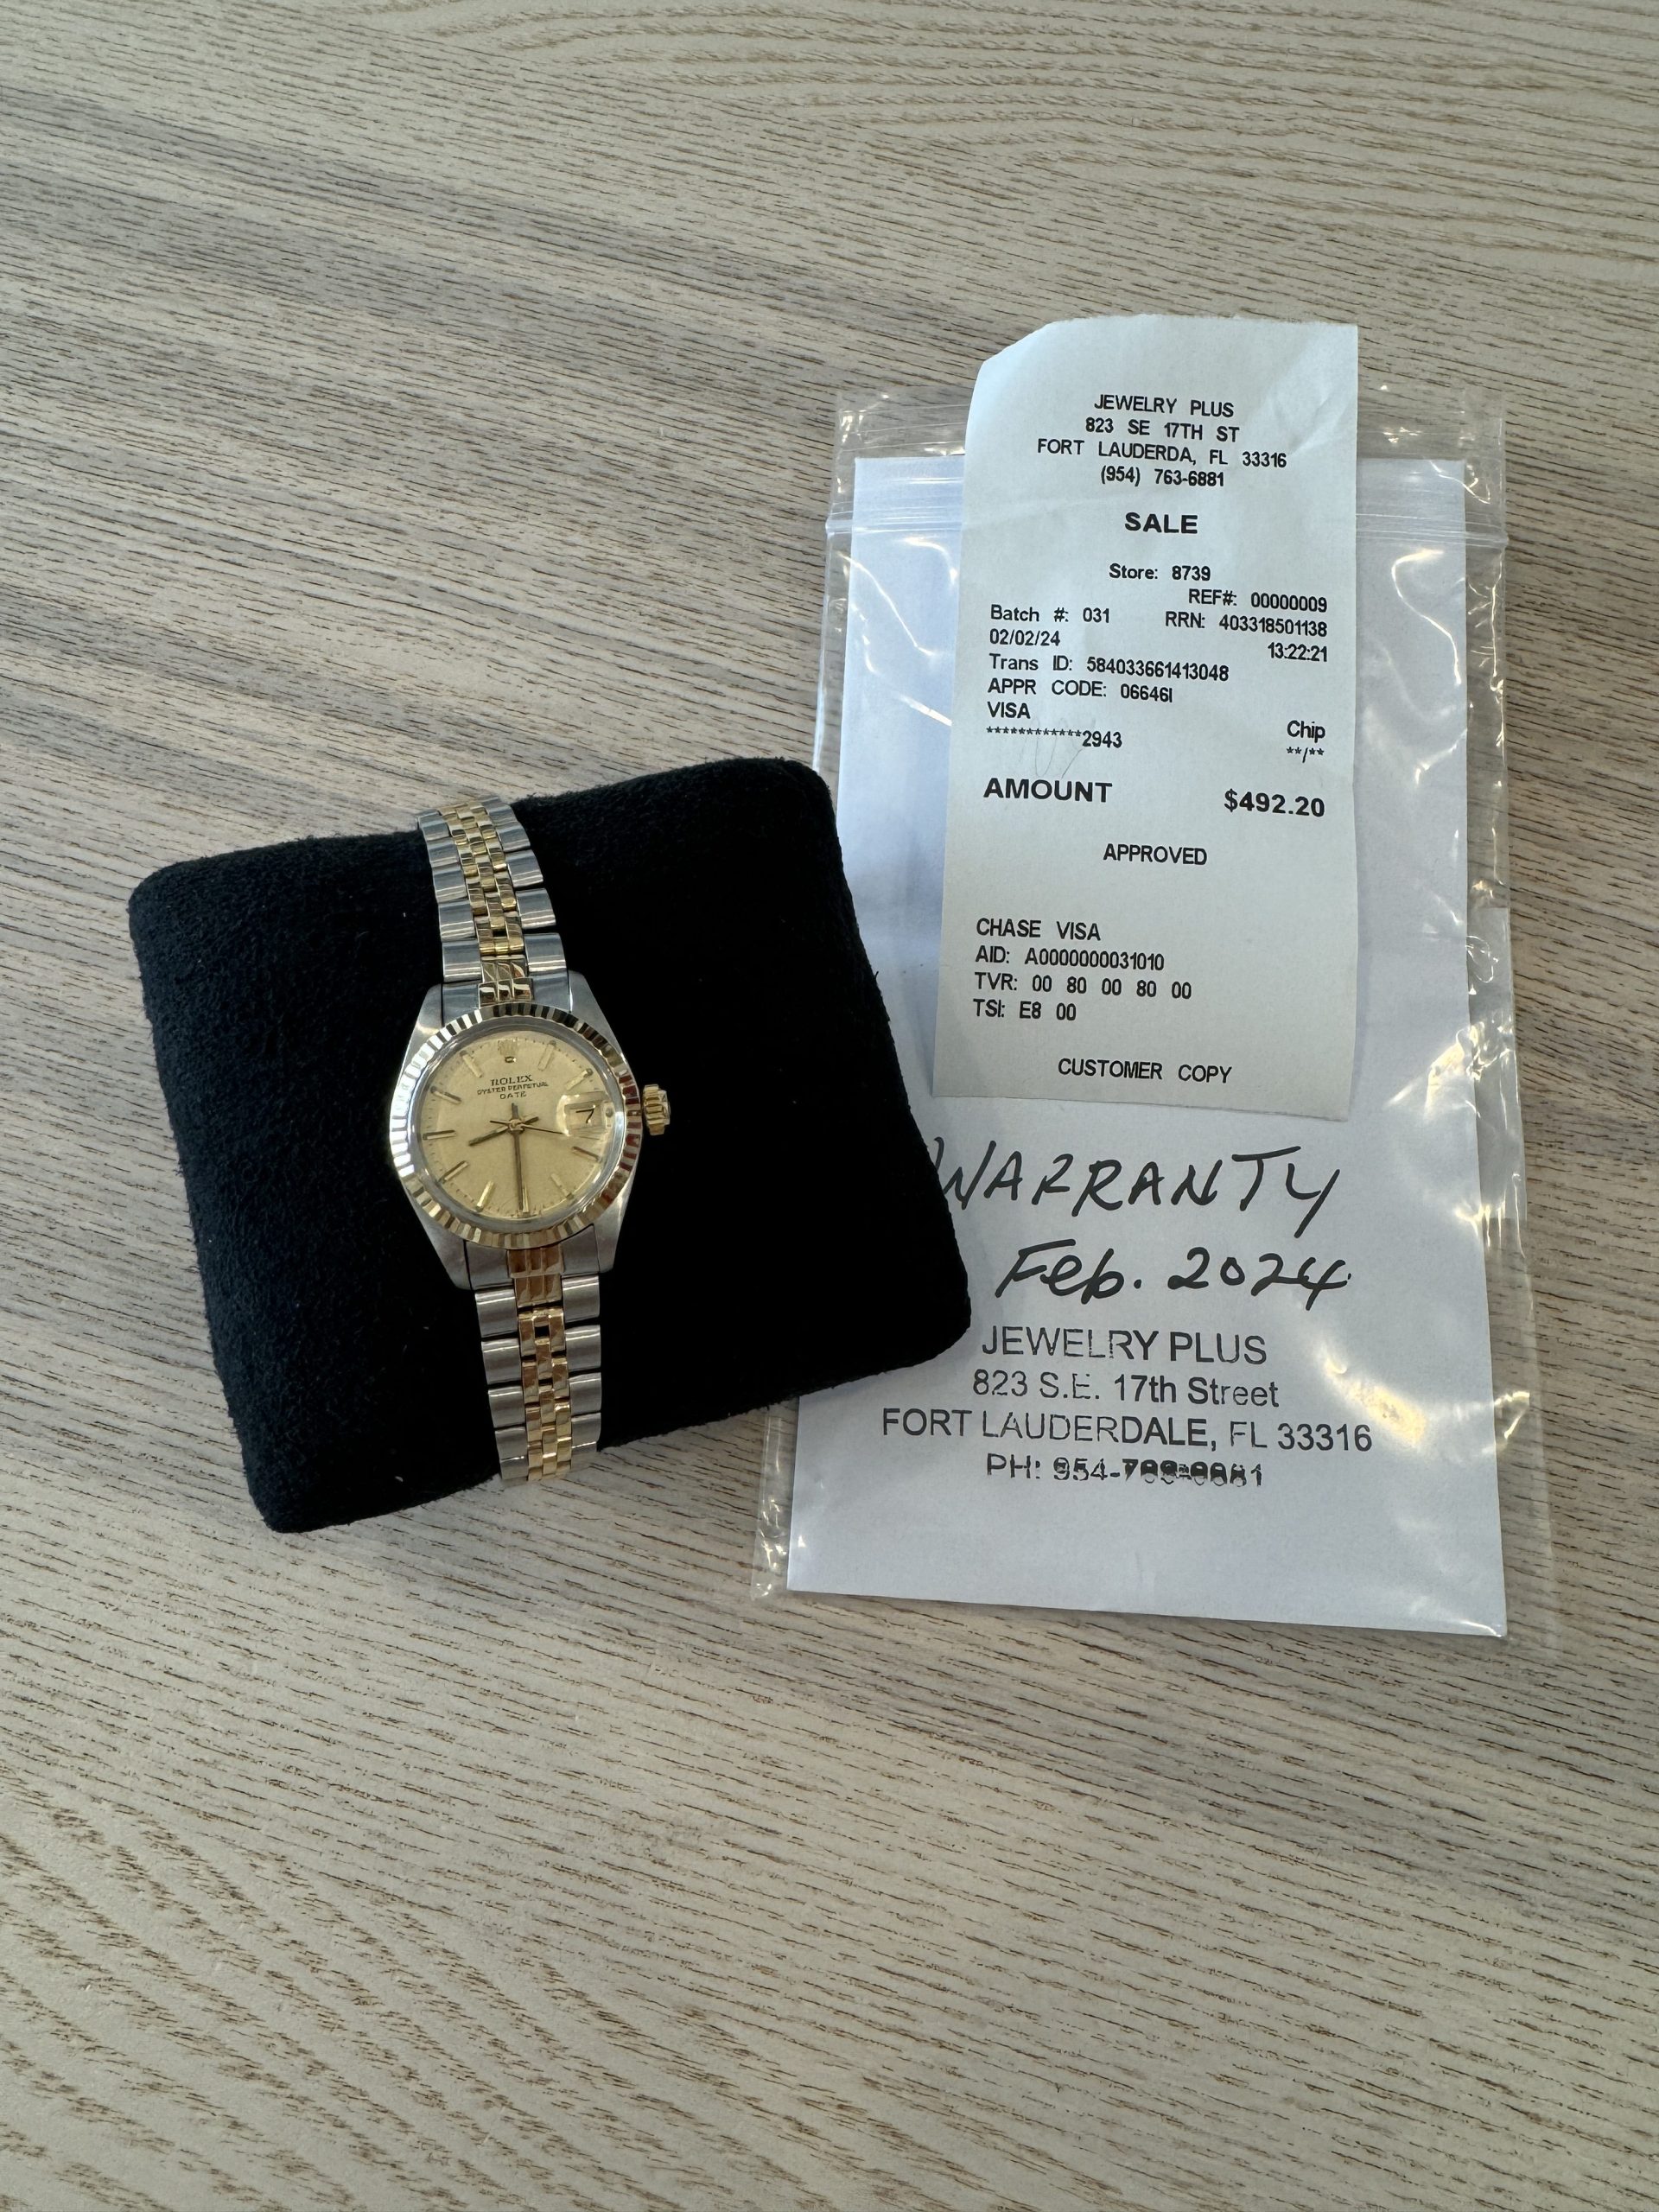 ROLEX
OYSTER PERPETUAL
DATE
7
JEWELRY PLUS
823 SE 17TH ST
FORT LAUDERDA, FL 33316
(954) 763-6881
SALE
Store: 8739
REF#: 00000009
Batch #: 031 RRN: 403318501138
02/02/24 13:22:21
Trans ID: 584033661413048
APPR CODE: 06646I
VISA Chip
************2943 **/**
AMOUNT $492.20
APPROVED
CHASE VISA
AID: A0000000031010
TVR: 00 80 00 80 00
TSI: E8 00
CUSTOMER COPY
WARRANTY
Feb. 2024
JEWELRY PLUS
823 S.E. 17th Street
FORT LAUDERDALE, FL 33316
PH: 954-